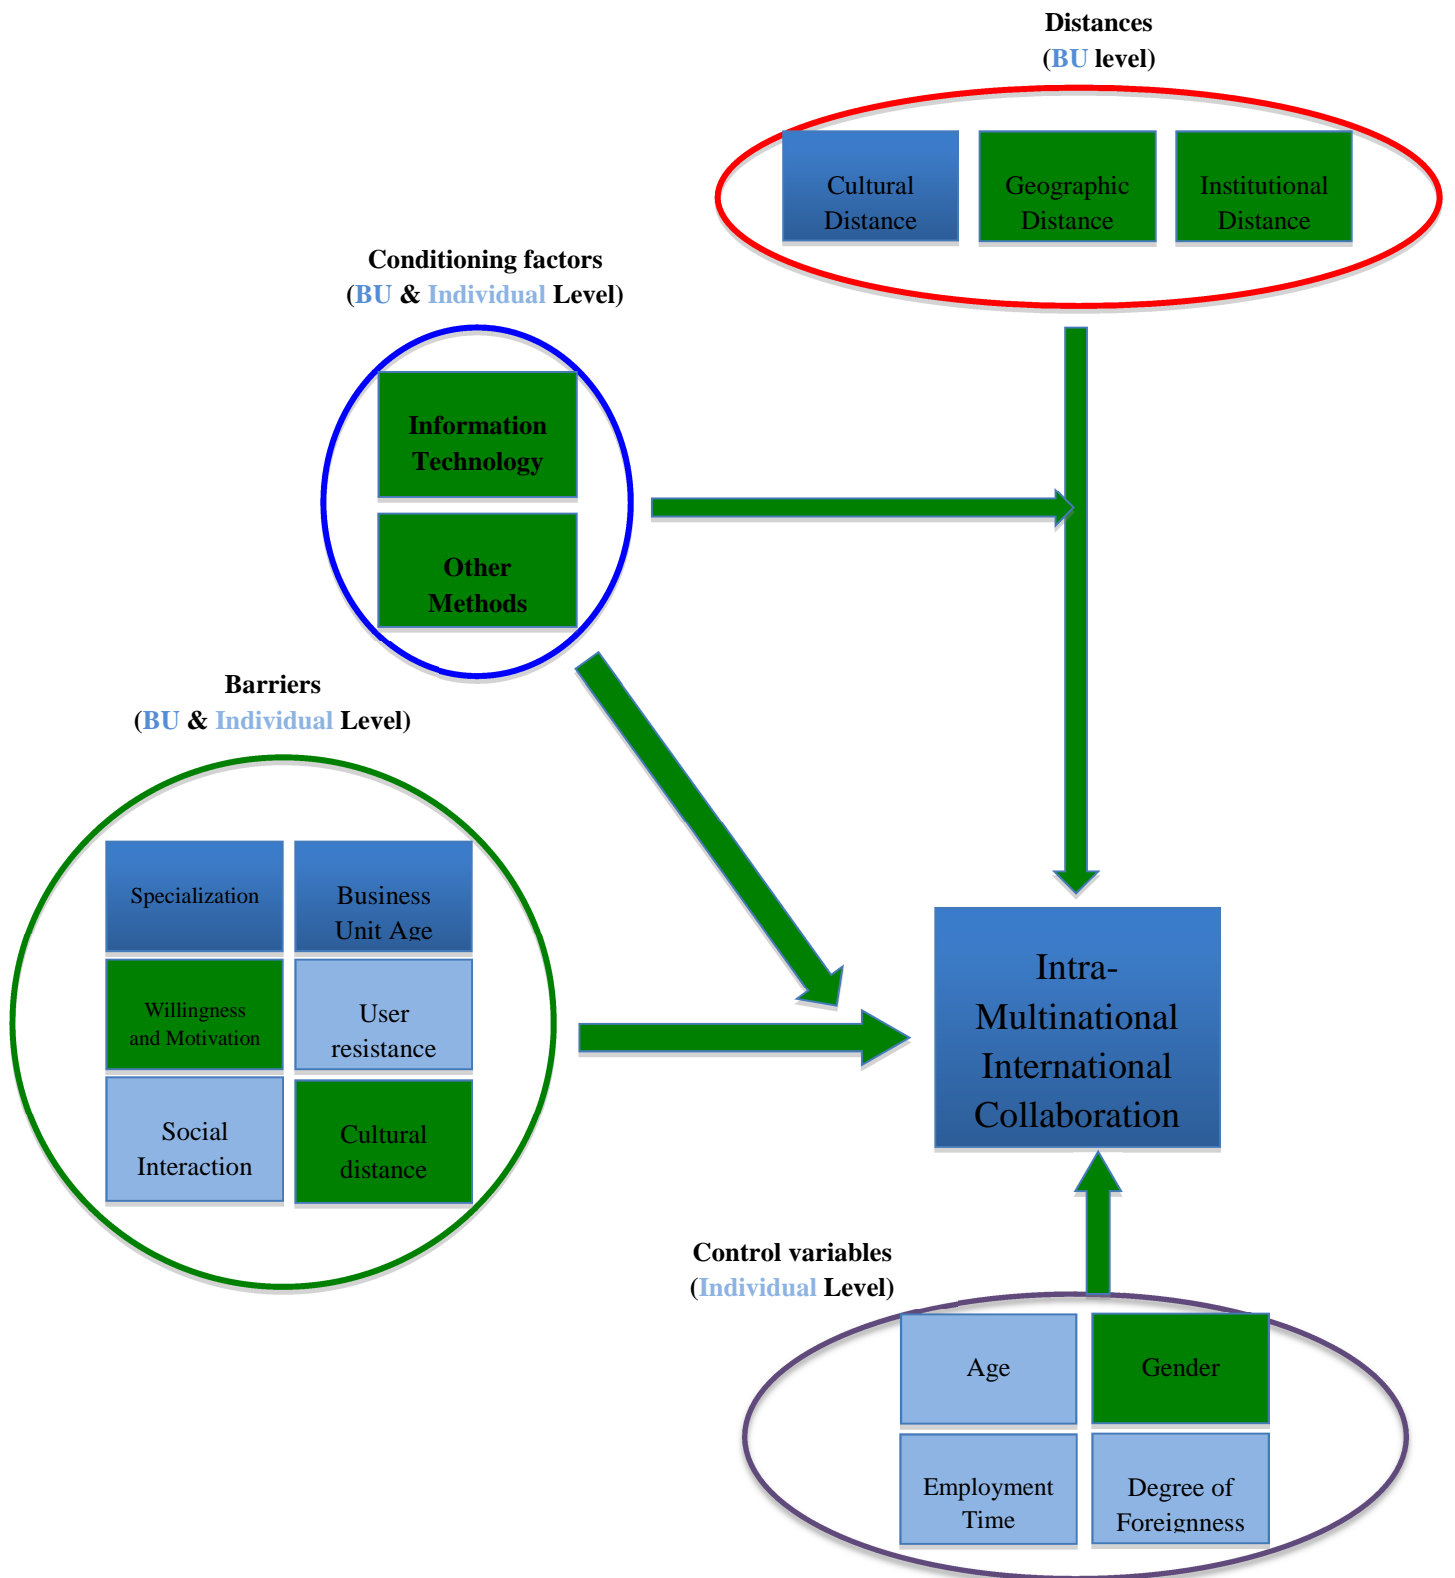 Distances
(BU level)
Cultural
Distance
Geographic
Distance
Institutional
Distance
Conditioning factors
(BU & Individual Level)
Information
Technology
Other
Methods
Barriers
(BU & Individual Level)
Specialization
Business
Unit Age
Willingness
and Motivation
User
resistance
Social
Interaction
Cultural
distance
Intra-
Multinational
International
Collaboration
Control variables
(Individual Level)
Age
Gender
Employment
Time
Degree of
Foreignness